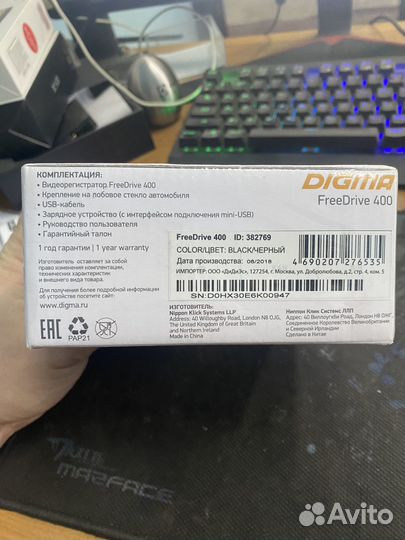 КОМПЛЕКТАЦИЯ:
• Видеорегистратор FreeDrive 400
• Крепление на лобовое стекло автомобиля
• USB-кабель
• Зарядное устройство (с интерфейсом подключения mini-USB)
• Руководство пользователя
• Гарантийный талон
1 год гарантии | 1 year warranty
Изготовитель оставляет за собой
право изменения комплектации,
технических характеристик
и внешнего вида товара.
Для получения более подробной
информации об устройстве
посетите сайт:
www.digma.ru
EAC
PAP21
DIGMA
FreeDrive 400
FreeDrive 400 ID: 382769
COLOR/ЦВЕТ: BLACK/ЧЕРНЫЙ
Дата производства: 08/2018
4 690207 276535
ИМПОРТЕР: ООО «ДиДиЭс», 127254, г. Москва, ул. Добролюбова, д.2, стр. 4, ком. 5
SN:D0HX30E6K00947
ИЗГОТОВИТЕЛЬ:
Nippon Klick Systems LLP
Address: 40 Willoughby Road, London N8 0JG,
The United Kingdom of Great Britain
and Northern Ireland
Made in China
Ниппон Клик Системс ЛЛП
Адрес: 40 Виллоугби Роад, Лондон Н8 0ЖГ
Соединенное Королевство Великобритании
и Северной Ирландии
Сделано в Китае
MARFACE
Avito